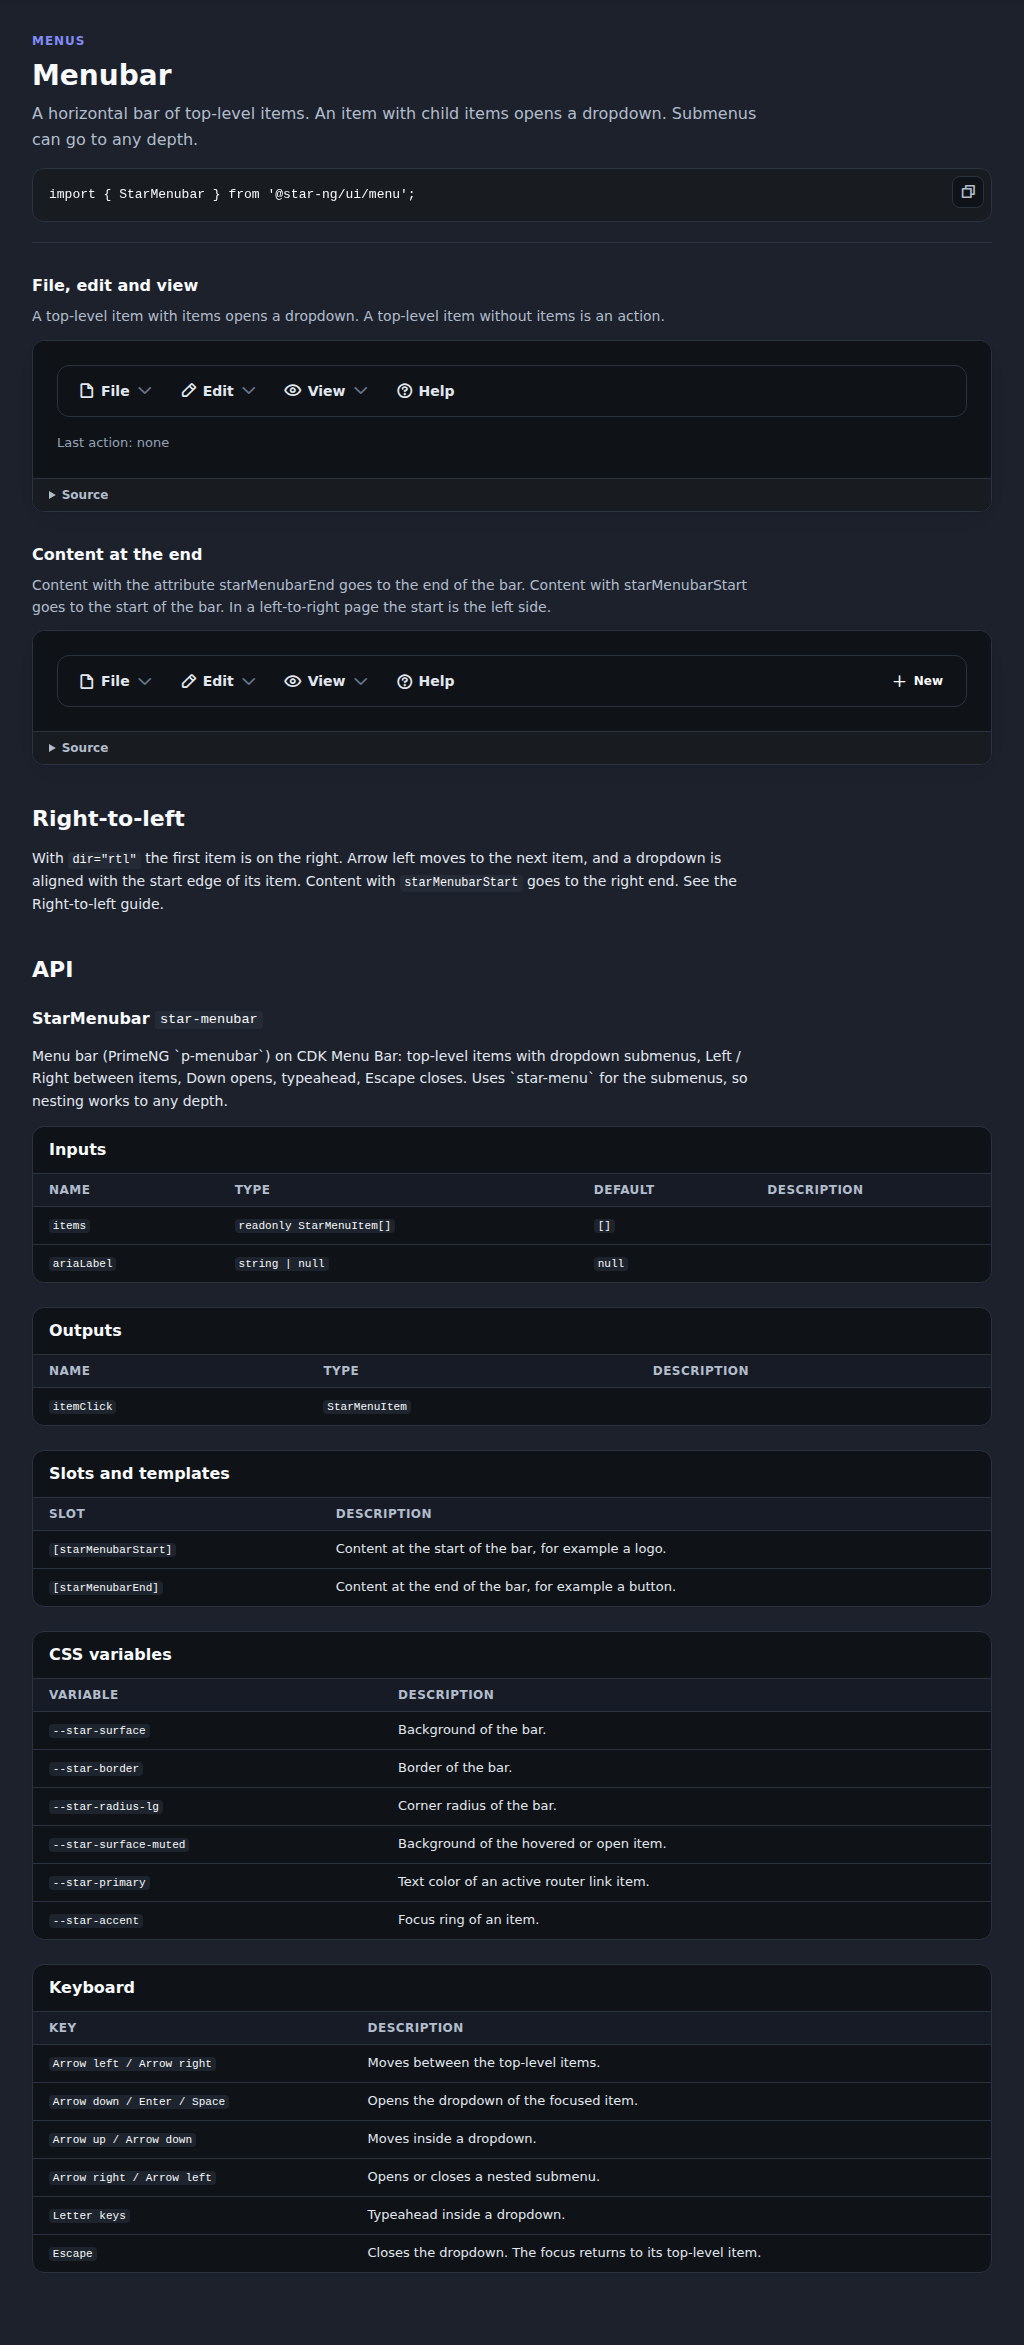 MENUS
Menubar
A horizontal bar of top-level items. An item with child items opens a dropdown. Submenus
can go to any depth.
import { StarMenubar } from '@star-ng/ui/menu';
File, edit and view
A top-level item with items opens a dropdown. A top-level item without items is an action.
File Edit View Help
Last action: none
Source
Content at the end
Content with the attribute starMenubarEnd goes to the end of the bar. Content with starMenubarStart
goes to the start of the bar. In a left-to-right page the start is the left side.
File Edit View Help New
Source
Right-to-left
With dir="rtl" the first item is on the right. Arrow left moves to the next item, and a dropdown is
aligned with the start edge of its item. Content with starMenubarStart goes to the right end. See the
Right-to-left guide.
API
StarMenubar star-menubar
Menu bar (PrimeNG `p-menubar`) on CDK Menu Bar: top-level items with dropdown submenus, Left /
Right between items, Down opens, typeahead, Escape closes. Uses `star-menu` for the submenus, so
nesting works to any depth.
Inputs
NAME TYPE DEFAULT DESCRIPTION
items readonly StarMenuItem[] []
ariaLabel string | null null
Outputs
NAME TYPE DESCRIPTION
itemClick StarMenuItem
Slots and templates
SLOT DESCRIPTION
[starMenubarStart] Content at the start of the bar, for example a logo.
[starMenubarEnd] Content at the end of the bar, for example a button.
CSS variables
VARIABLE DESCRIPTION
--star-surface Background of the bar.
--star-border Border of the bar.
--star-radius-lg Corner radius of the bar.
--star-surface-muted Background of the hovered or open item.
--star-primary Text color of an active router link item.
--star-accent Focus ring of an item.
Keyboard
KEY DESCRIPTION
Arrow left / Arrow right Moves between the top-level items.
Arrow down / Enter / Space Opens the dropdown of the focused item.
Arrow up / Arrow down Moves inside a dropdown.
Arrow right / Arrow left Opens or closes a nested submenu.
Letter keys Typeahead inside a dropdown.
Escape Closes the dropdown. The focus returns to its top-level item.